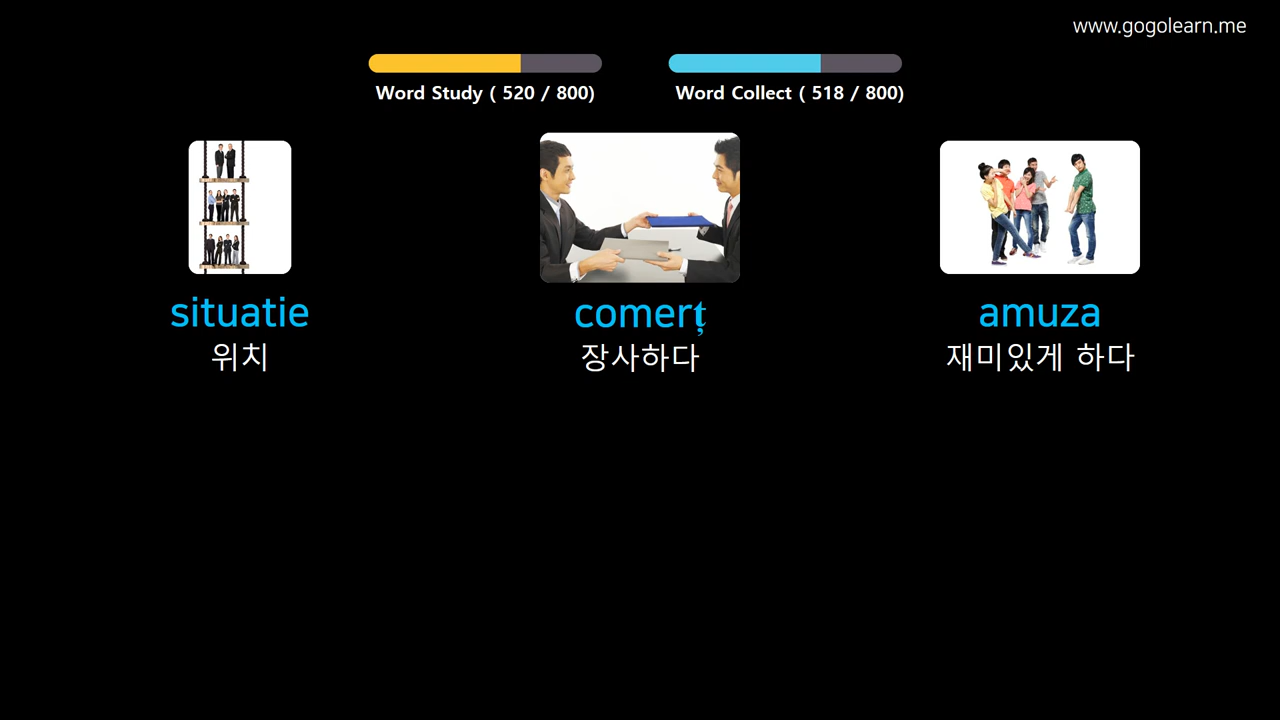 www.gogolearn.me
Word Study ( 520 / 800)
Word Collect ( 518 / 800)
situatie
comerț
amuza
위치
장사하다
재미있게 하다